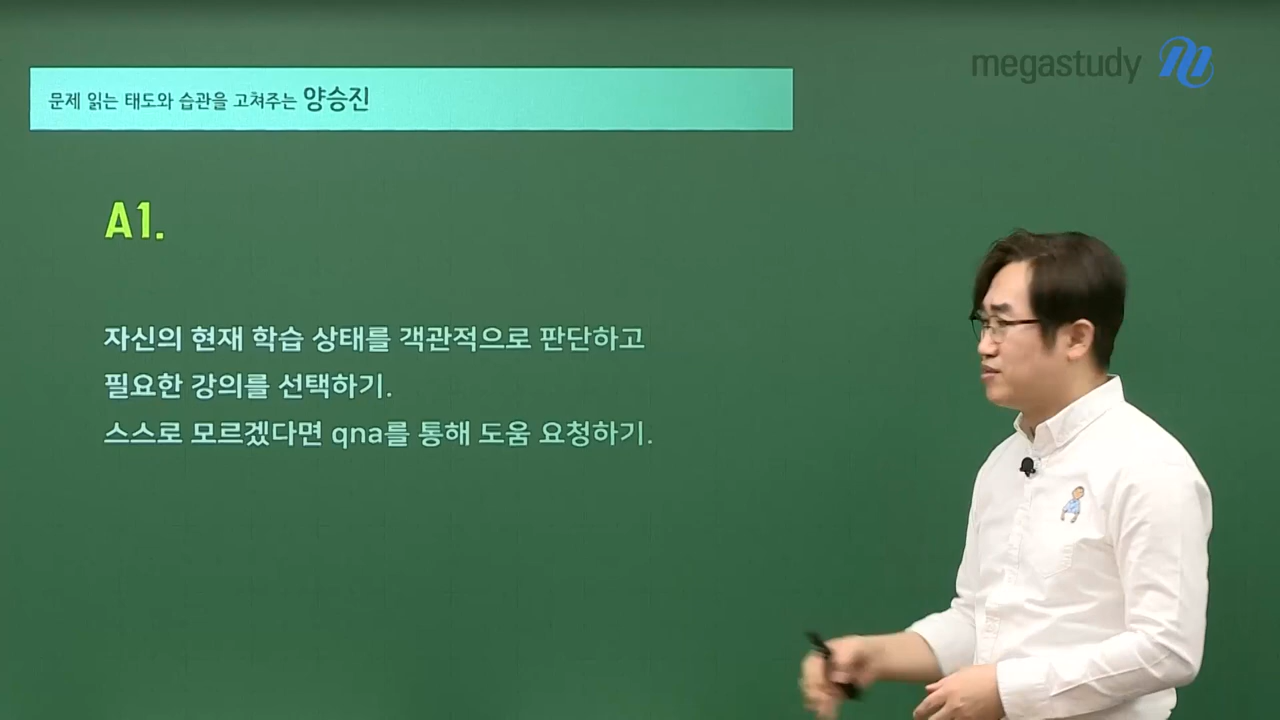 megastudy
문제 읽는 태도와 습관을 고쳐주는 양승진
A1.
자신의 현재 학습 상태를 객관적으로 판단하고
필요한 강의를 선택하기.
스스로 모르겠다면 qna를 통해 도움 요청하기.